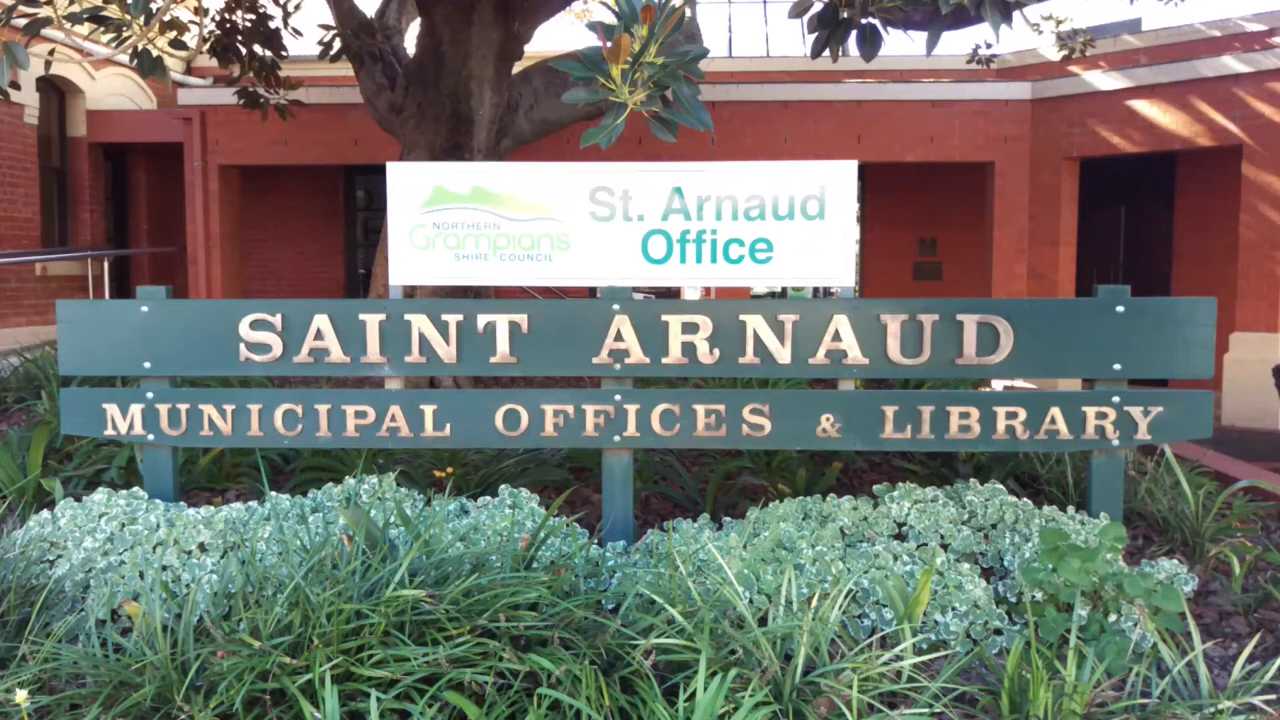 NORTHERN
Grampians
SHIRE COUNCIL
St. Arnaud
Office
SAINT ARNAUD
MUNICIPAL OFFICES & LIBRARY